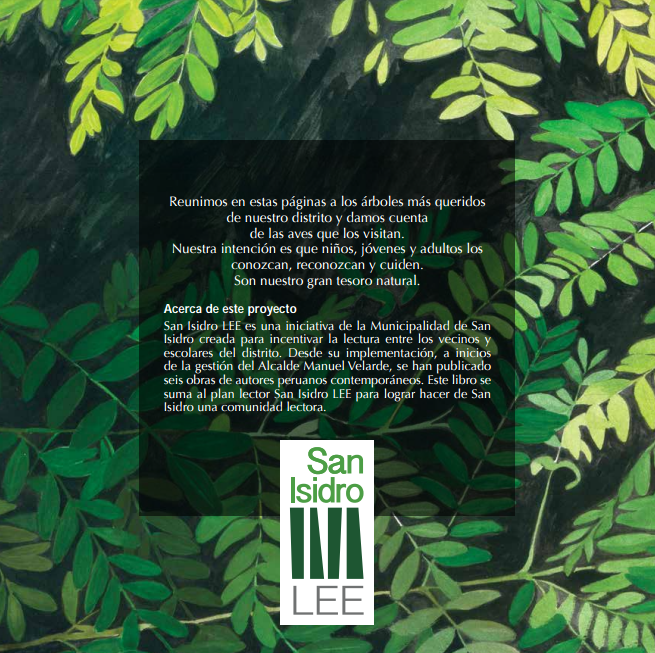 Reunimos en estas páginas a los árboles más queridos
de nuestro distrito y damos cuenta
de las aves que los visitan.
Nuestra intención es que niños, jóvenes y adultos los
conozcan, reconozcan y cuiden.
Son nuestro gran tesoro natural.
Acerca de este proyecto
San Isidro LEE es una iniciativa de la Municipalidad de San
Isidro creada para incentivar la lectura entre los vecinos y
escolares del distrito. Desde su implementación, a inicios
de la gestión del Alcalde Manuel Velarde, se han publicado
seis obras de autores peruanos contemporáneos. Este libro se
suma al plan lector San Isidro LEE para lograr hacer de San
Isidro una comunidad lectora.
San
Isidro
LEE